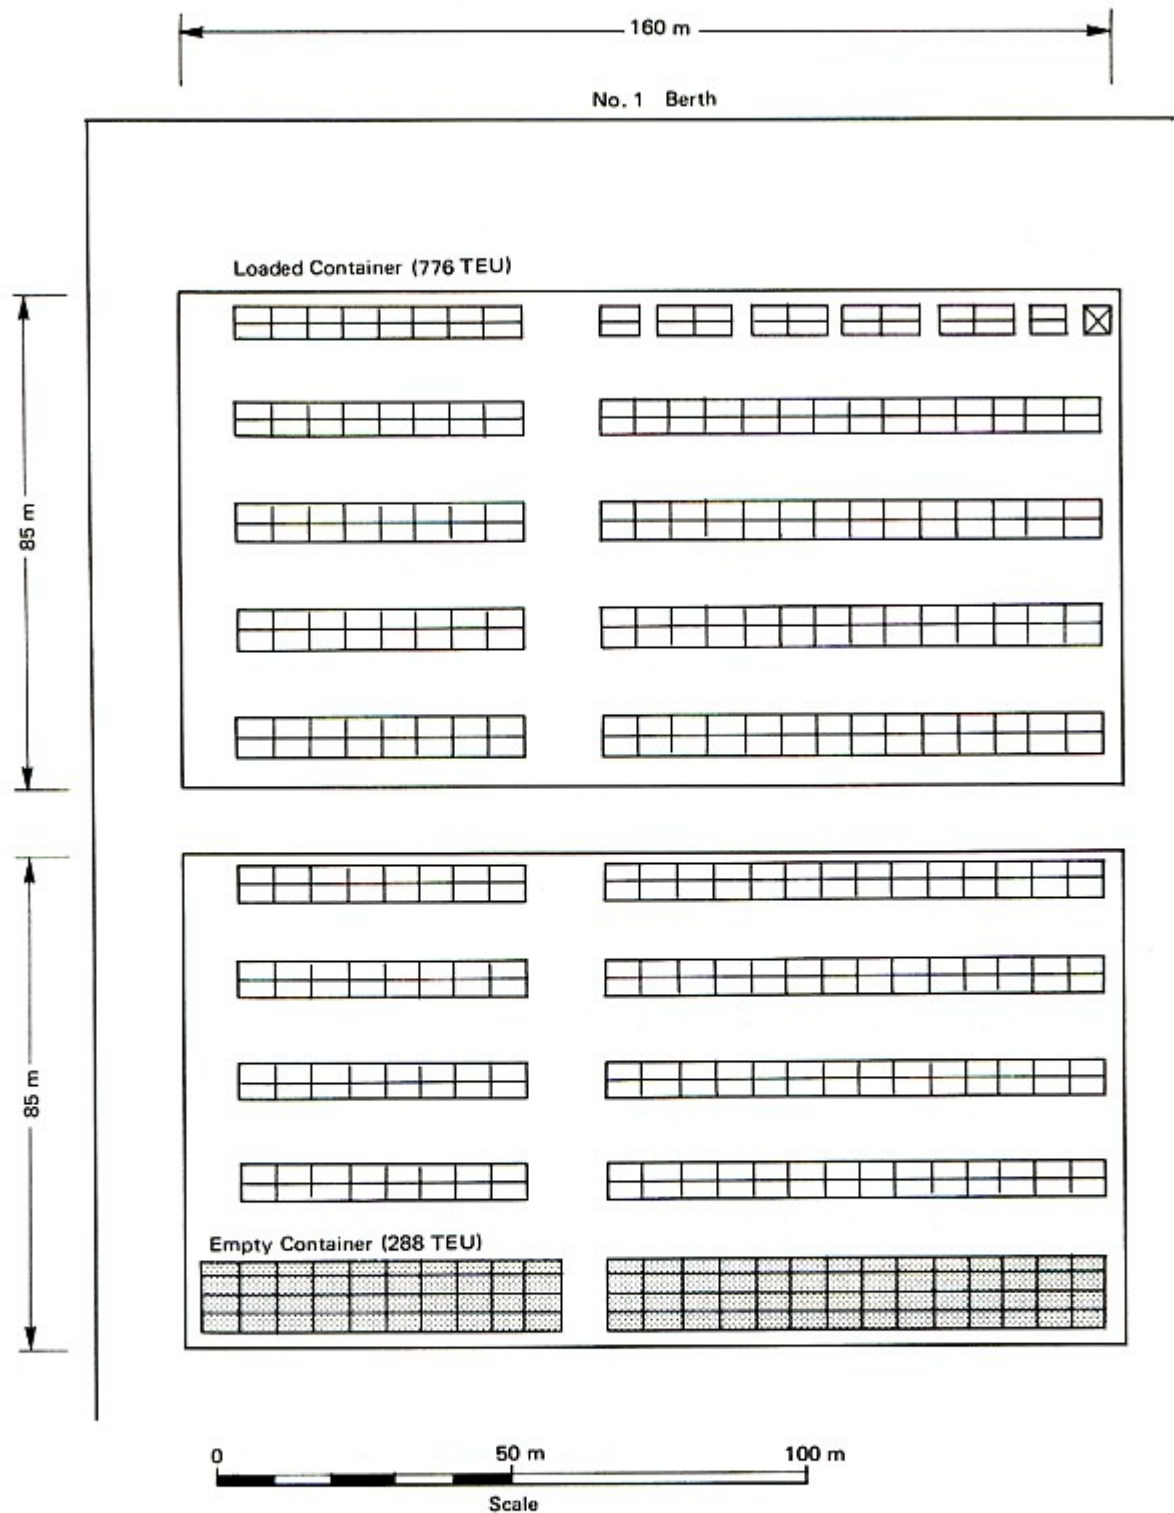 160 m
No. 1 Berth
Loaded Container (776 TEU)
85 m
85 m
Empty Container (288 TEU)
0 50 m 100 m
Scale